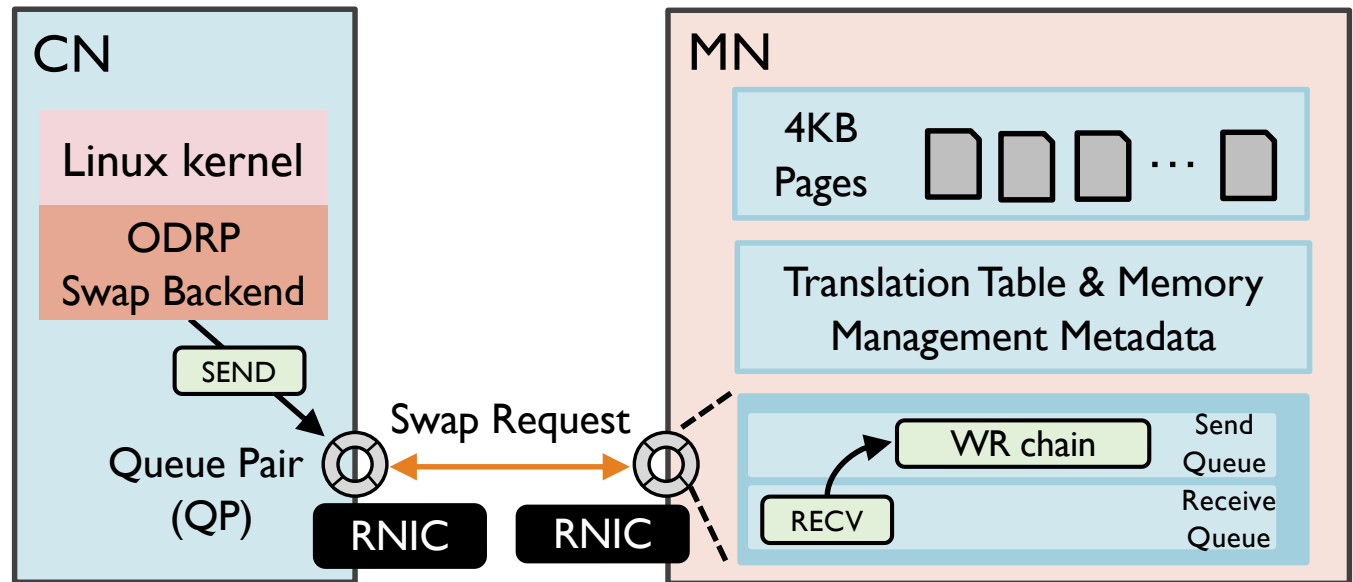 CN
Linux kernel
ODRP
Swap Backend
SEND
Queue Pair
(QP)
RNIC
Swap Request
RNIC
MN
4KB
Pages
...
Translation Table & Memory
Management Metadata
WR chain
Send
Queue
RECV
Receive
Queue